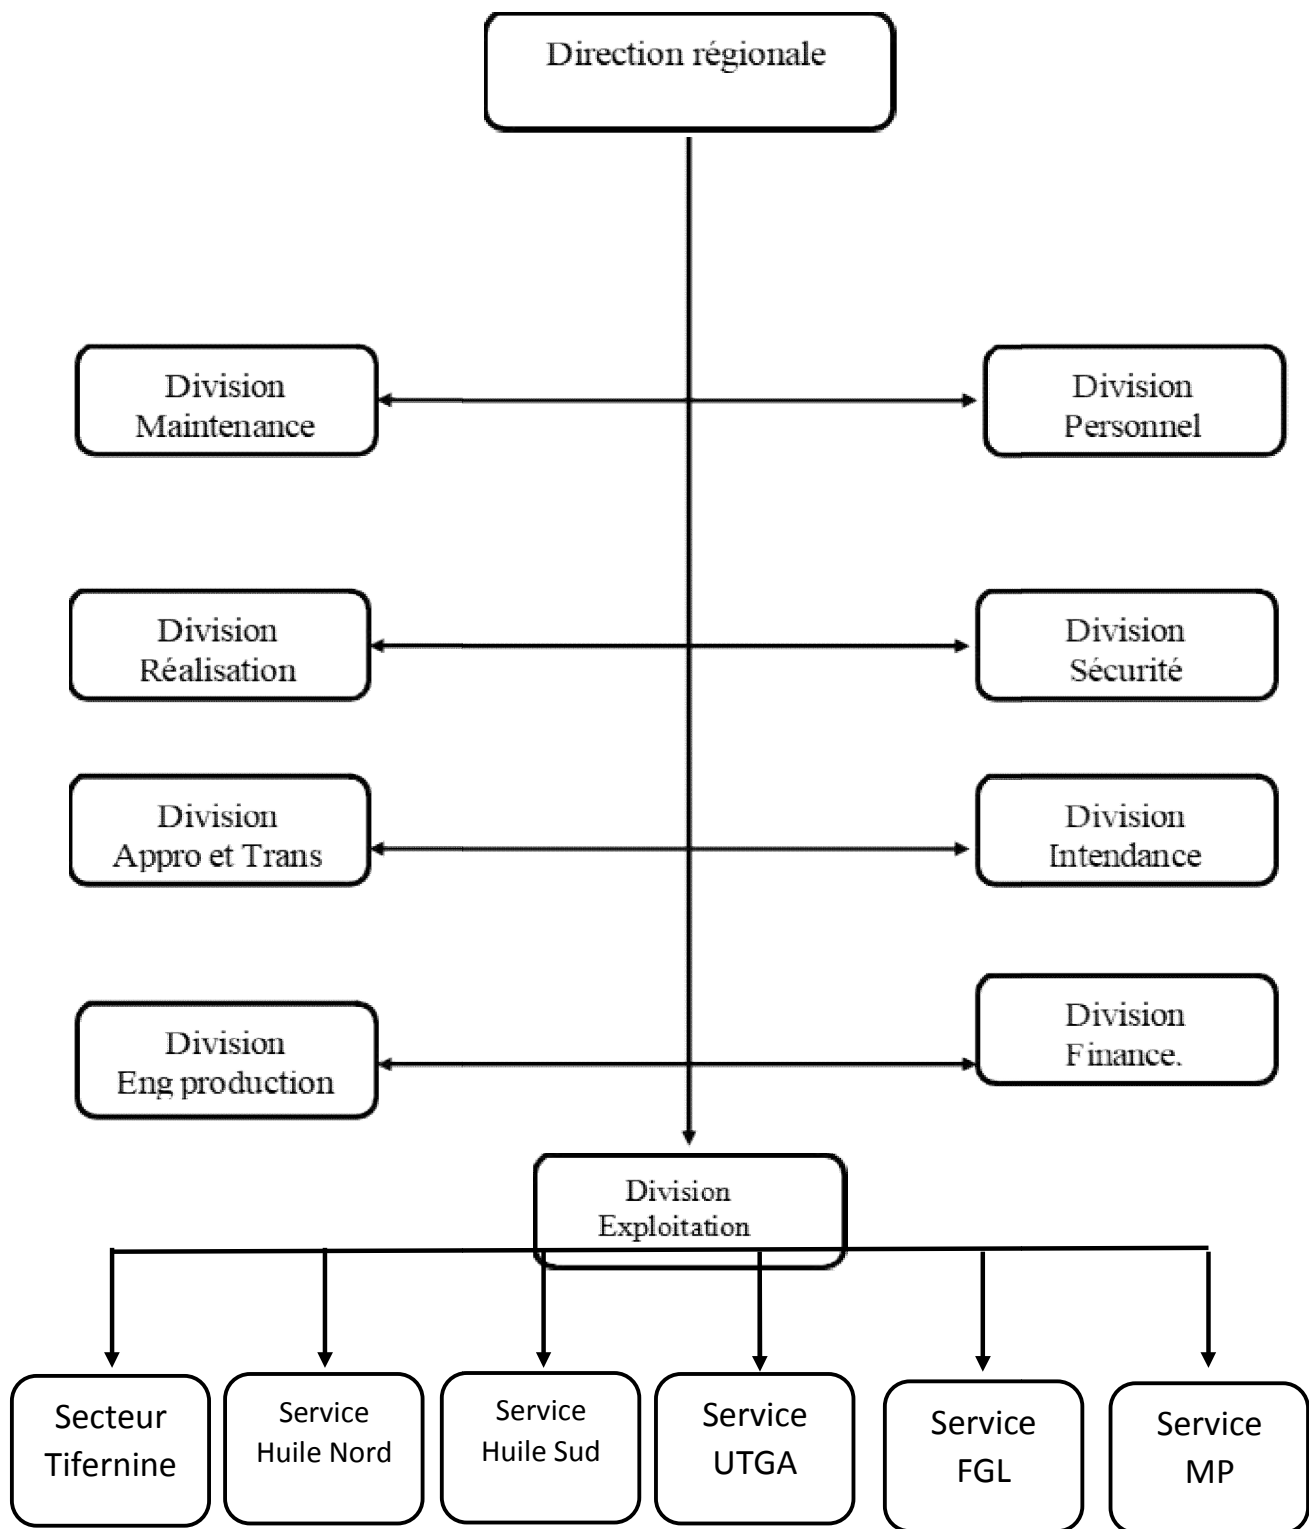 Direction régionale
Division
Maintenance
Division
Personnel
Division
Réalisation
Division
Sécurité
Division
Appro et Trans
Division
Intendance
Division
Eng production
Division
Finance.
Division
Exploitation
Secteur
Tifernine
Service
Huile Nord
Service
Huile Sud
Service
UTGA
Service
FGL
Service
MP